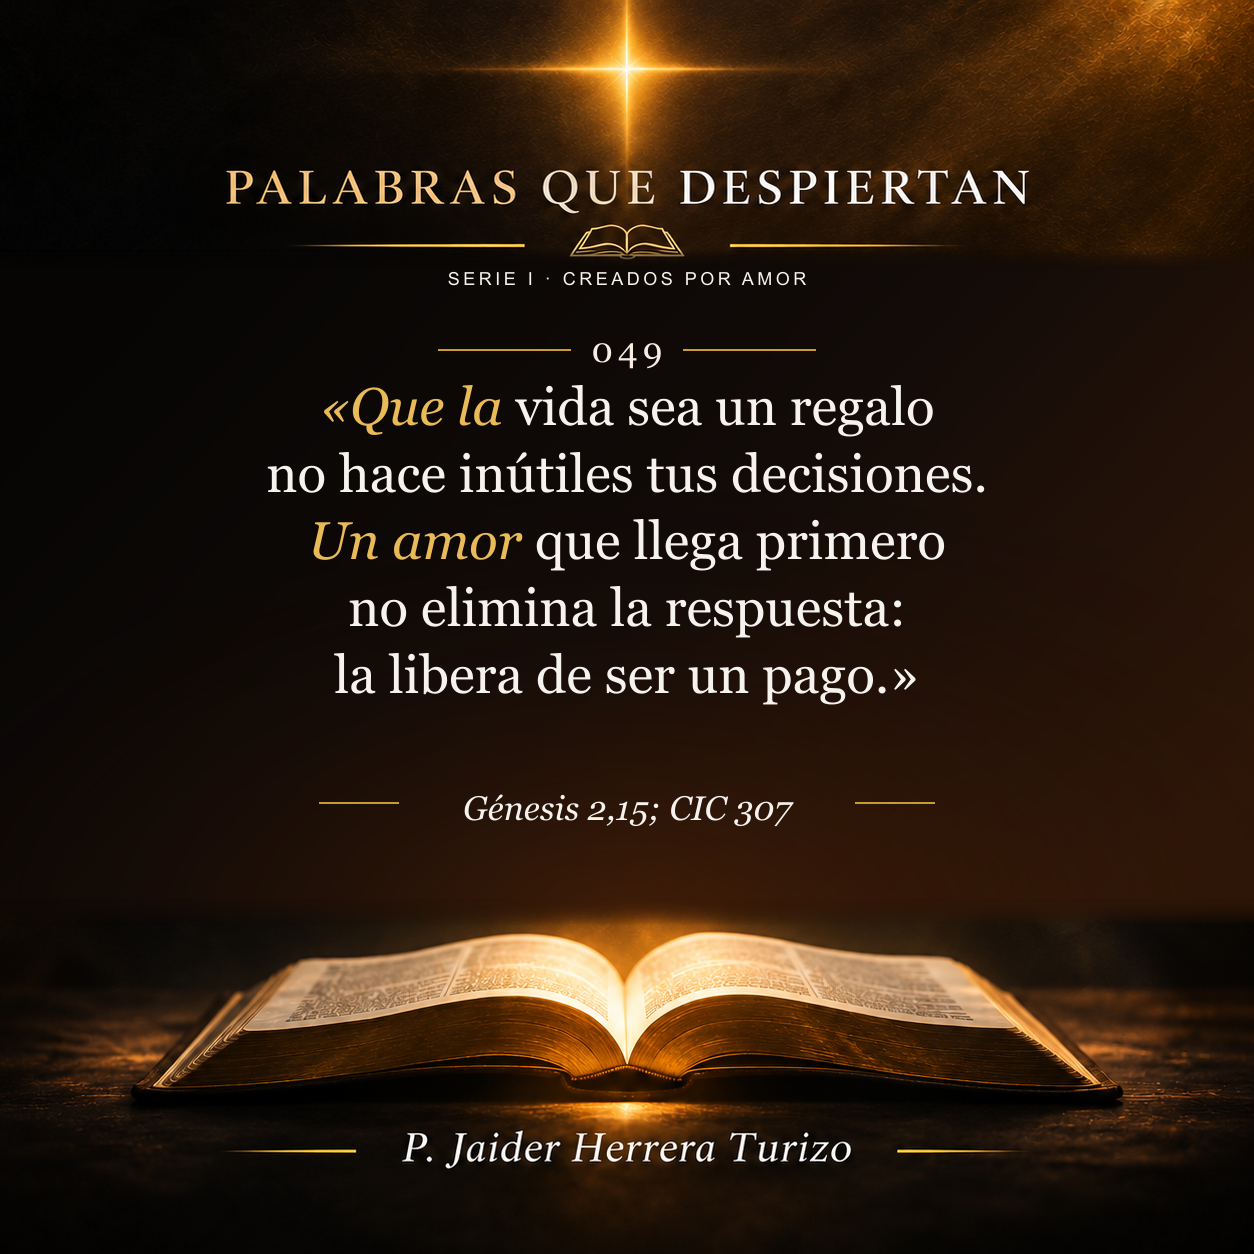 PALABRAS QUE DESPIERTAN
SERIE I · CREADOS POR AMOR
049
«Que la vida sea un regalo
no hace inútiles tus decisiones.
Un amor que llega primero
no elimina la respuesta:
la libera de ser un pago.»
Génesis 2,15; CIC 307
P. Jaider Herrera Turizo